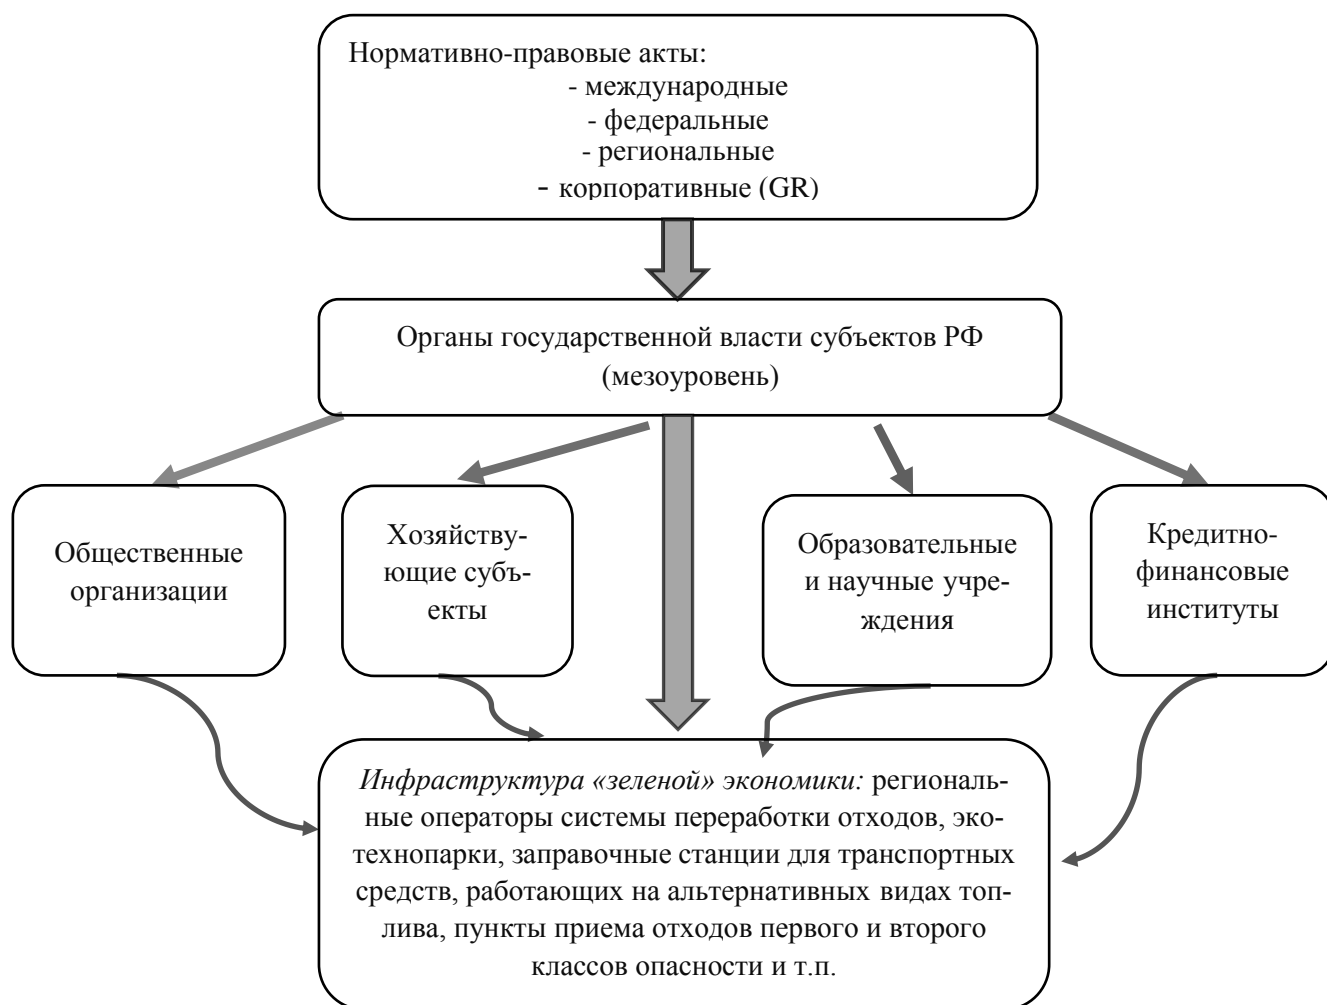 Нормативно-правовые акты:
- международные
- федеральные
- региональные
- корпоративные (GR)
Органы государственной власти субъектов РФ
(мезоуровень)
Общественные
организации
Хозяйству-
ющие субъ-
екты
Образовательные
и научные учре-
ждения
Кредитно-
финансовые
институты
Инфраструктура «зеленой» экономики: региональ-
ные операторы системы переработки отходов, эко-
технопарки, заправочные станции для транспортных
средств, работающих на альтернативных видах топ-
лива, пункты приема отходов первого и второго
классов опасности и т.п.